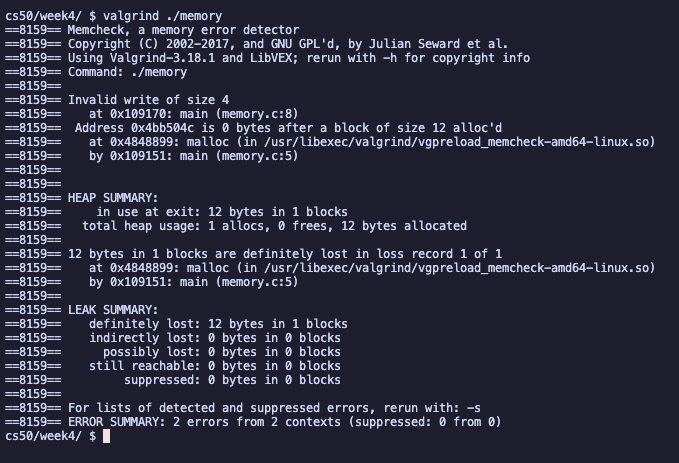 cs50/week4/ $ valgrind ./memory
==8159== Memcheck, a memory error detector
==8159== Copyright (C) 2002-2017, and GNU GPL'd, by Julian Seward et al.
==8159== Using Valgrind-3.18.1 and LibVEX; rerun with -h for copyright info
==8159== Command: ./memory
==8159==
==8159== Invalid write of size 4
==8159==    at 0x109170: main (memory.c:8)
==8159==  Address 0x4bb504c is 0 bytes after a block of size 12 alloc'd
==8159==    at 0x4848899: malloc (in /usr/libexec/valgrind/vgpreload_memcheck-amd64-linux.so)
==8159==    by 0x109151: main (memory.c:5)
==8159==
==8159==
==8159== HEAP SUMMARY:
==8159==     in use at exit: 12 bytes in 1 blocks
==8159==   total heap usage: 1 allocs, 0 frees, 12 bytes allocated
==8159==
==8159== 12 bytes in 1 blocks are definitely lost in loss record 1 of 1
==8159==    at 0x4848899: malloc (in /usr/libexec/valgrind/vgpreload_memcheck-amd64-linux.so)
==8159==    by 0x109151: main (memory.c:5)
==8159==
==8159== LEAK SUMMARY:
==8159==    definitely lost: 12 bytes in 1 blocks
==8159==    indirectly lost: 0 bytes in 0 blocks
==8159==      possibly lost: 0 bytes in 0 blocks
==8159==    still reachable: 0 bytes in 0 blocks
==8159==         suppressed: 0 bytes in 0 blocks
==8159==
==8159== For lists of detected and suppressed errors, rerun with: -s
==8159== ERROR SUMMARY: 2 errors from 2 contexts (suppressed: 0 from 0)
cs50/week4/ $